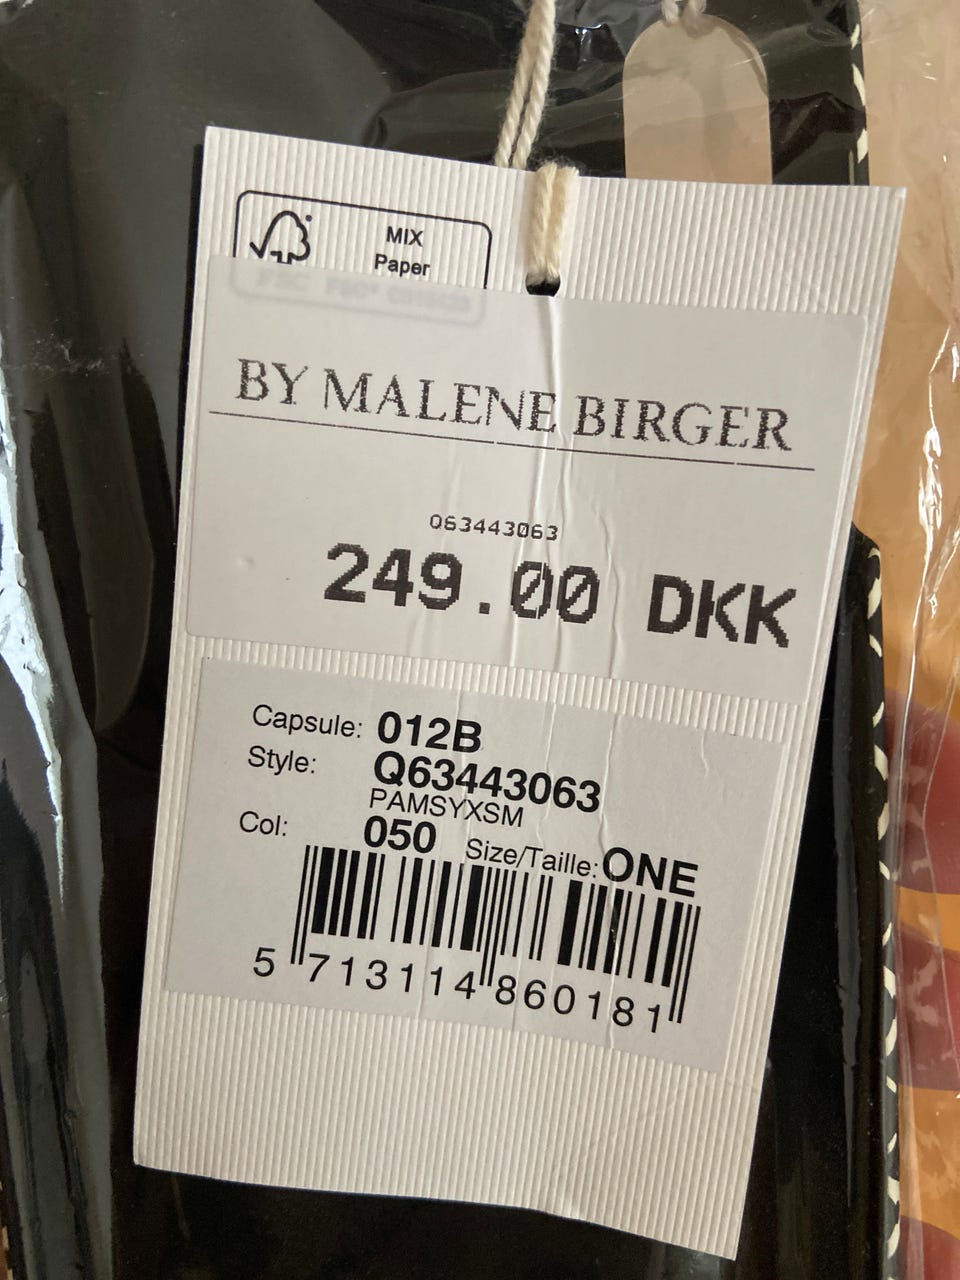 MIX
Paper
BY MALENE BIRGER
Q63443063
249.00 DKK
Capsule: 012B
Style: Q63443063
PAMSYXSM
Col: 050 Size/Taille: ONE
5 713114 860181